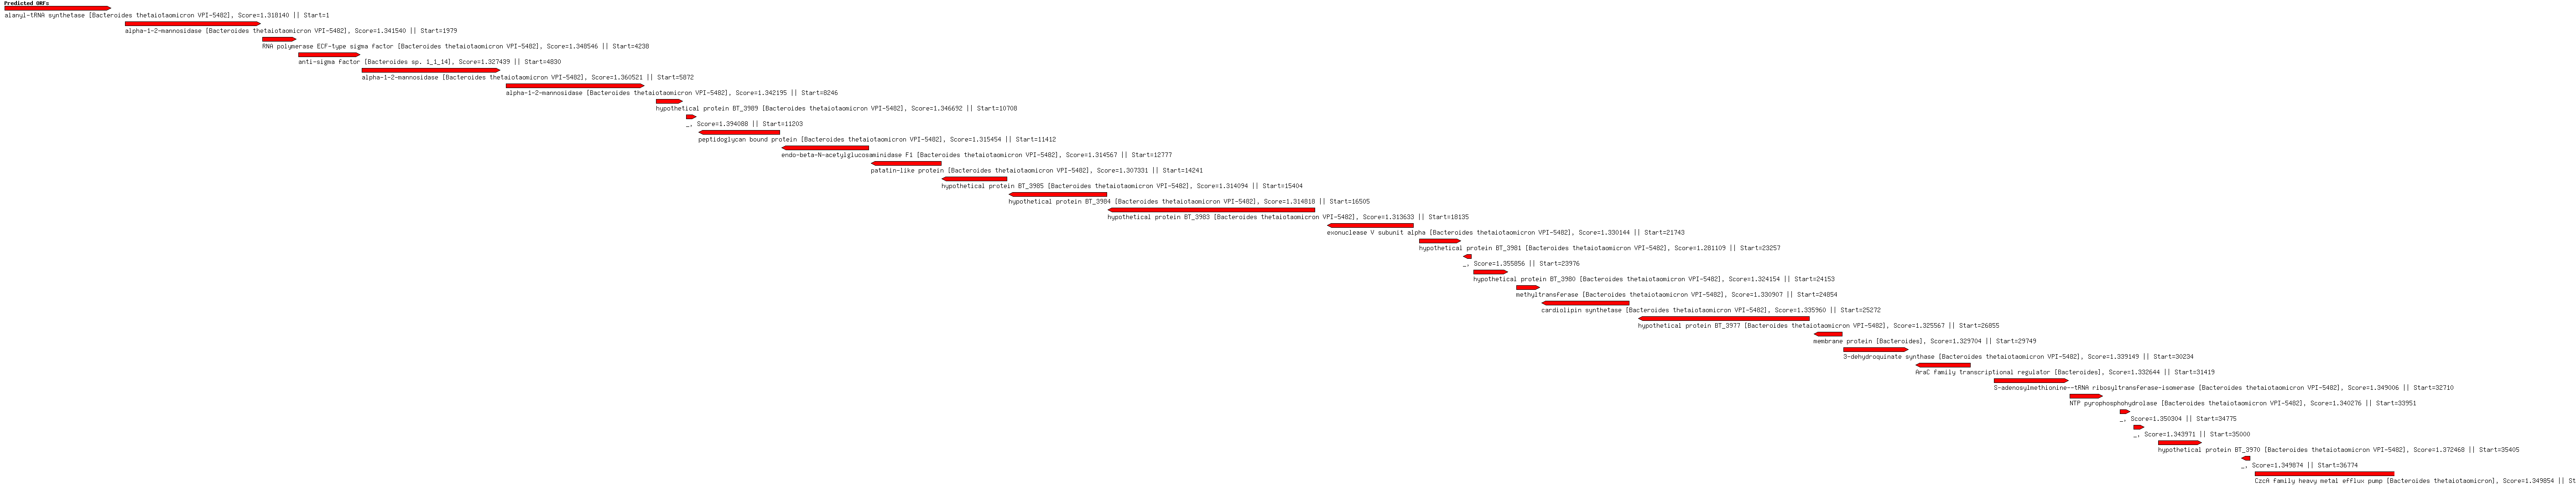 Predicted ORFs
alanyl-tRNA synthetase [Bacteroides thetaiotaomicron VPI-5482], Score=1.318140 || Start=1
alpha-1-2-mannosidase [Bacteroides thetaiotaomicron VPI-5482], Score=1.341540 || Start=1979
RNA polymerase ECF-type sigma factor [Bacteroides thetaiotaomicron VPI-5482], Score=1.348546 || Start=4238
anti-sigma factor [Bacteroides sp. 1_1_14], Score=1.327439 || Start=4830
alpha-1-2-mannosidase [Bacteroides thetaiotaomicron VPI-5482], Score=1.360521 || Start=5872
alpha-1-2-mannosidase [Bacteroides thetaiotaomicron VPI-5482], Score=1.342195 || Start=8246
hypothetical protein BT_3989 [Bacteroides thetaiotaomicron VPI-5482], Score=1.346692 || Start=10708
_, Score=1.394088 || Start=11203
peptidoglycan bound protein [Bacteroides thetaiotaomicron VPI-5482], Score=1.315454 || Start=11412
endo-beta-N-acetylglucosaminidase F1 [Bacteroides thetaiotaomicron VPI-5482], Score=1.314567 || Start=12777
patatin-like protein [Bacteroides thetaiotaomicron VPI-5482], Score=1.307331 || Start=14241
hypothetical protein BT_3985 [Bacteroides thetaiotaomicron VPI-5482], Score=1.314094 || Start=15404
hypothetical protein BT_3984 [Bacteroides thetaiotaomicron VPI-5482], Score=1.314818 || Start=16505
hypothetical protein BT_3983 [Bacteroides thetaiotaomicron VPI-5482], Score=1.313633 || Start=18135
exonuclease V subunit alpha [Bacteroides thetaiotaomicron VPI-5482], Score=1.330144 || Start=21743
hypothetical protein BT_3981 [Bacteroides thetaiotaomicron VPI-5482], Score=1.281109 || Start=23257
_, Score=1.355856 || Start=23976
hypothetical protein BT_3980 [Bacteroides thetaiotaomicron VPI-5482], Score=1.324154 || Start=24153
methyltransferase [Bacteroides thetaiotaomicron VPI-5482], Score=1.330907 || Start=24854
cardiolipin synthetase [Bacteroides thetaiotaomicron VPI-5482], Score=1.335960 || Start=25272
hypothetical protein BT_3977 [Bacteroides thetaiotaomicron VPI-5482], Score=1.325567 || Start=26855
membrane protein [Bacteroides], Score=1.329704 || Start=29749
3-dehydroquinate synthase [Bacteroides thetaiotaomicron VPI-5482], Score=1.339149 || Start=30234
AraC family transcriptional regulator [Bacteroides], Score=1.332644 || Start=31419
S-adenosylmethionine--tRNA ribosyltransferase-isomerase [Bacteroides thetaiotaomicron VPI-5482], Score=1.349006 || Start=32710
NTP pyrophosphohydrolase [Bacteroides thetaiotaomicron VPI-5482], Score=1.340276 || Start=33951
_, Score=1.350304 || Start=34775
_, Score=1.343971 || Start=35000
hypothetical protein BT_3970 [Bacteroides thetaiotaomicron VPI-5482], Score=1.372468 || Start=35405
_, Score=1.349874 || Start=36774
CzcA family heavy metal efflux pump [Bacteroides thetaiotaomicron], Score=1.349854 || St